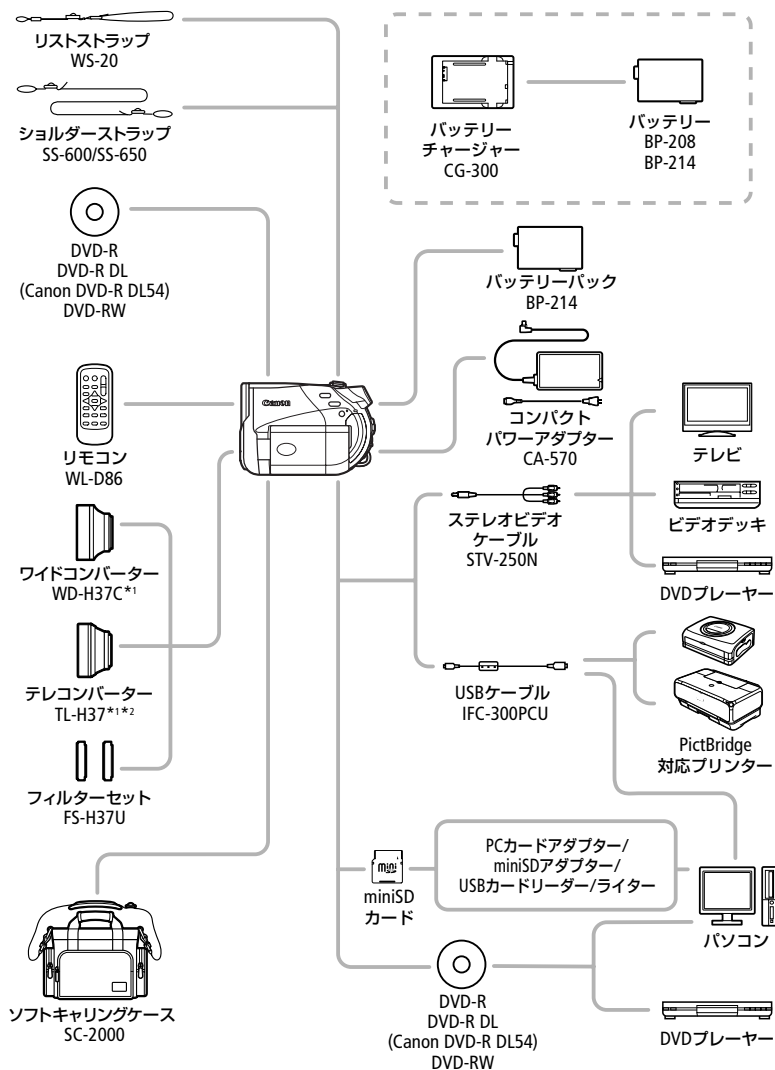 リストストラップ
WS-20
ショルダーストラップ
SS-600/SS-650
DVD-R
DVD-R DL
(Canon DVD-R DL54)
DVD-RW
リモコン
WL-D86
ワイドコンバーター
WD-H37C*1
テレコンバーター
TL-H37*1*2
フィルターセット
FS-H37U
ソフトキャリングケース
SC-2000
Canon
バッテリー
チャージャー
CG-300
バッテリー
BP-208
BP-214
バッテリーパック
BP-214
コンパクト
パワーアダプター
CA-570
ステレオビデオ
ケーブル
STV-250N
テレビ
ビデオデッキ
DVDプレーヤー
USBケーブル
IFC-300PCU
PictBridge
対応プリンター
mini
miniSD
カード
PCカードアダプター/
miniSDアダプター/
USBカードリーダー/ライター
パソコン
DVD-R
DVD-R DL
(Canon DVD-R DL54)
DVD-RW
DVDプレーヤー